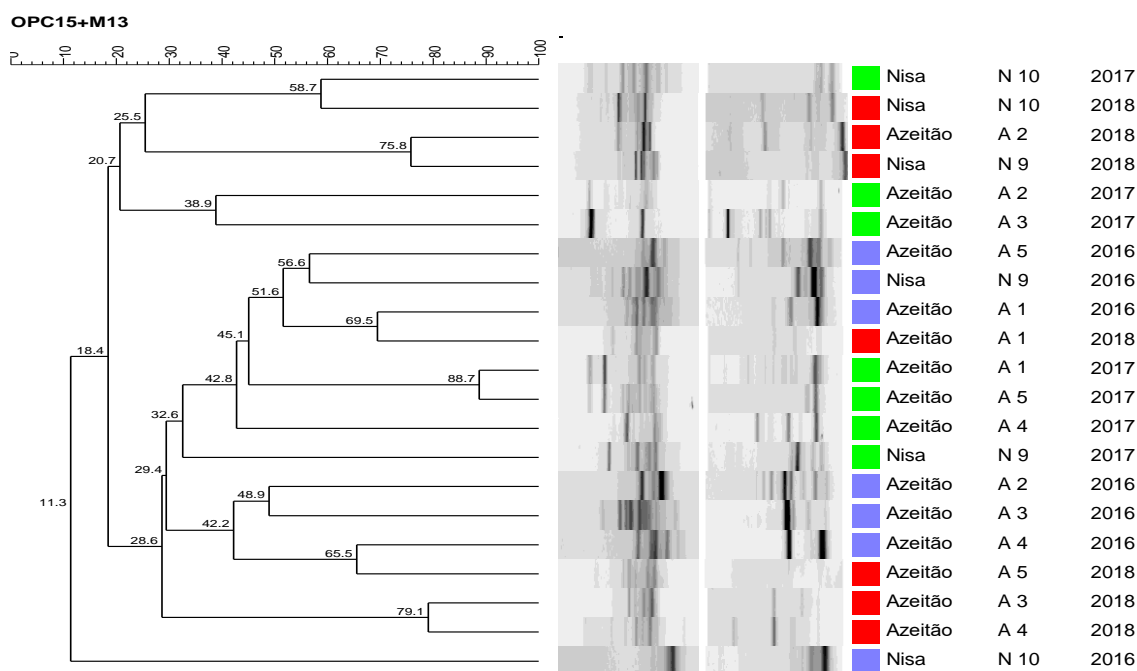 OPC15+M13
0 10 20 30 40 50 60 70 80 90 100
58.7 Nisa N 10 2017
25.5 Nisa N 10 2018
75.8 Azeitão A 2 2018
20.7 Nisa N 9 2018
38.9 Azeitão A 2 2017
Azeitão A 3 2017
56.6 Azeitão A 5 2016
51.6 Nisa N 9 2016
69.5 Azeitão A 1 2016
45.1 Azeitão A 1 2018
18.4 42.8 88.7 Azeitão A 1 2017
Azeitão A 5 2017
32.6 Azeitão A 4 2017
29.4 Nisa N 9 2017
11.3 48.9 Azeitão A 2 2016
42.2 Azeitão A 3 2016
28.6 65.5 Azeitão A 4 2016
Azeitão A 5 2018
79.1 Azeitão A 3 2018
Azeitão A 4 2018
Nisa N 10 2016